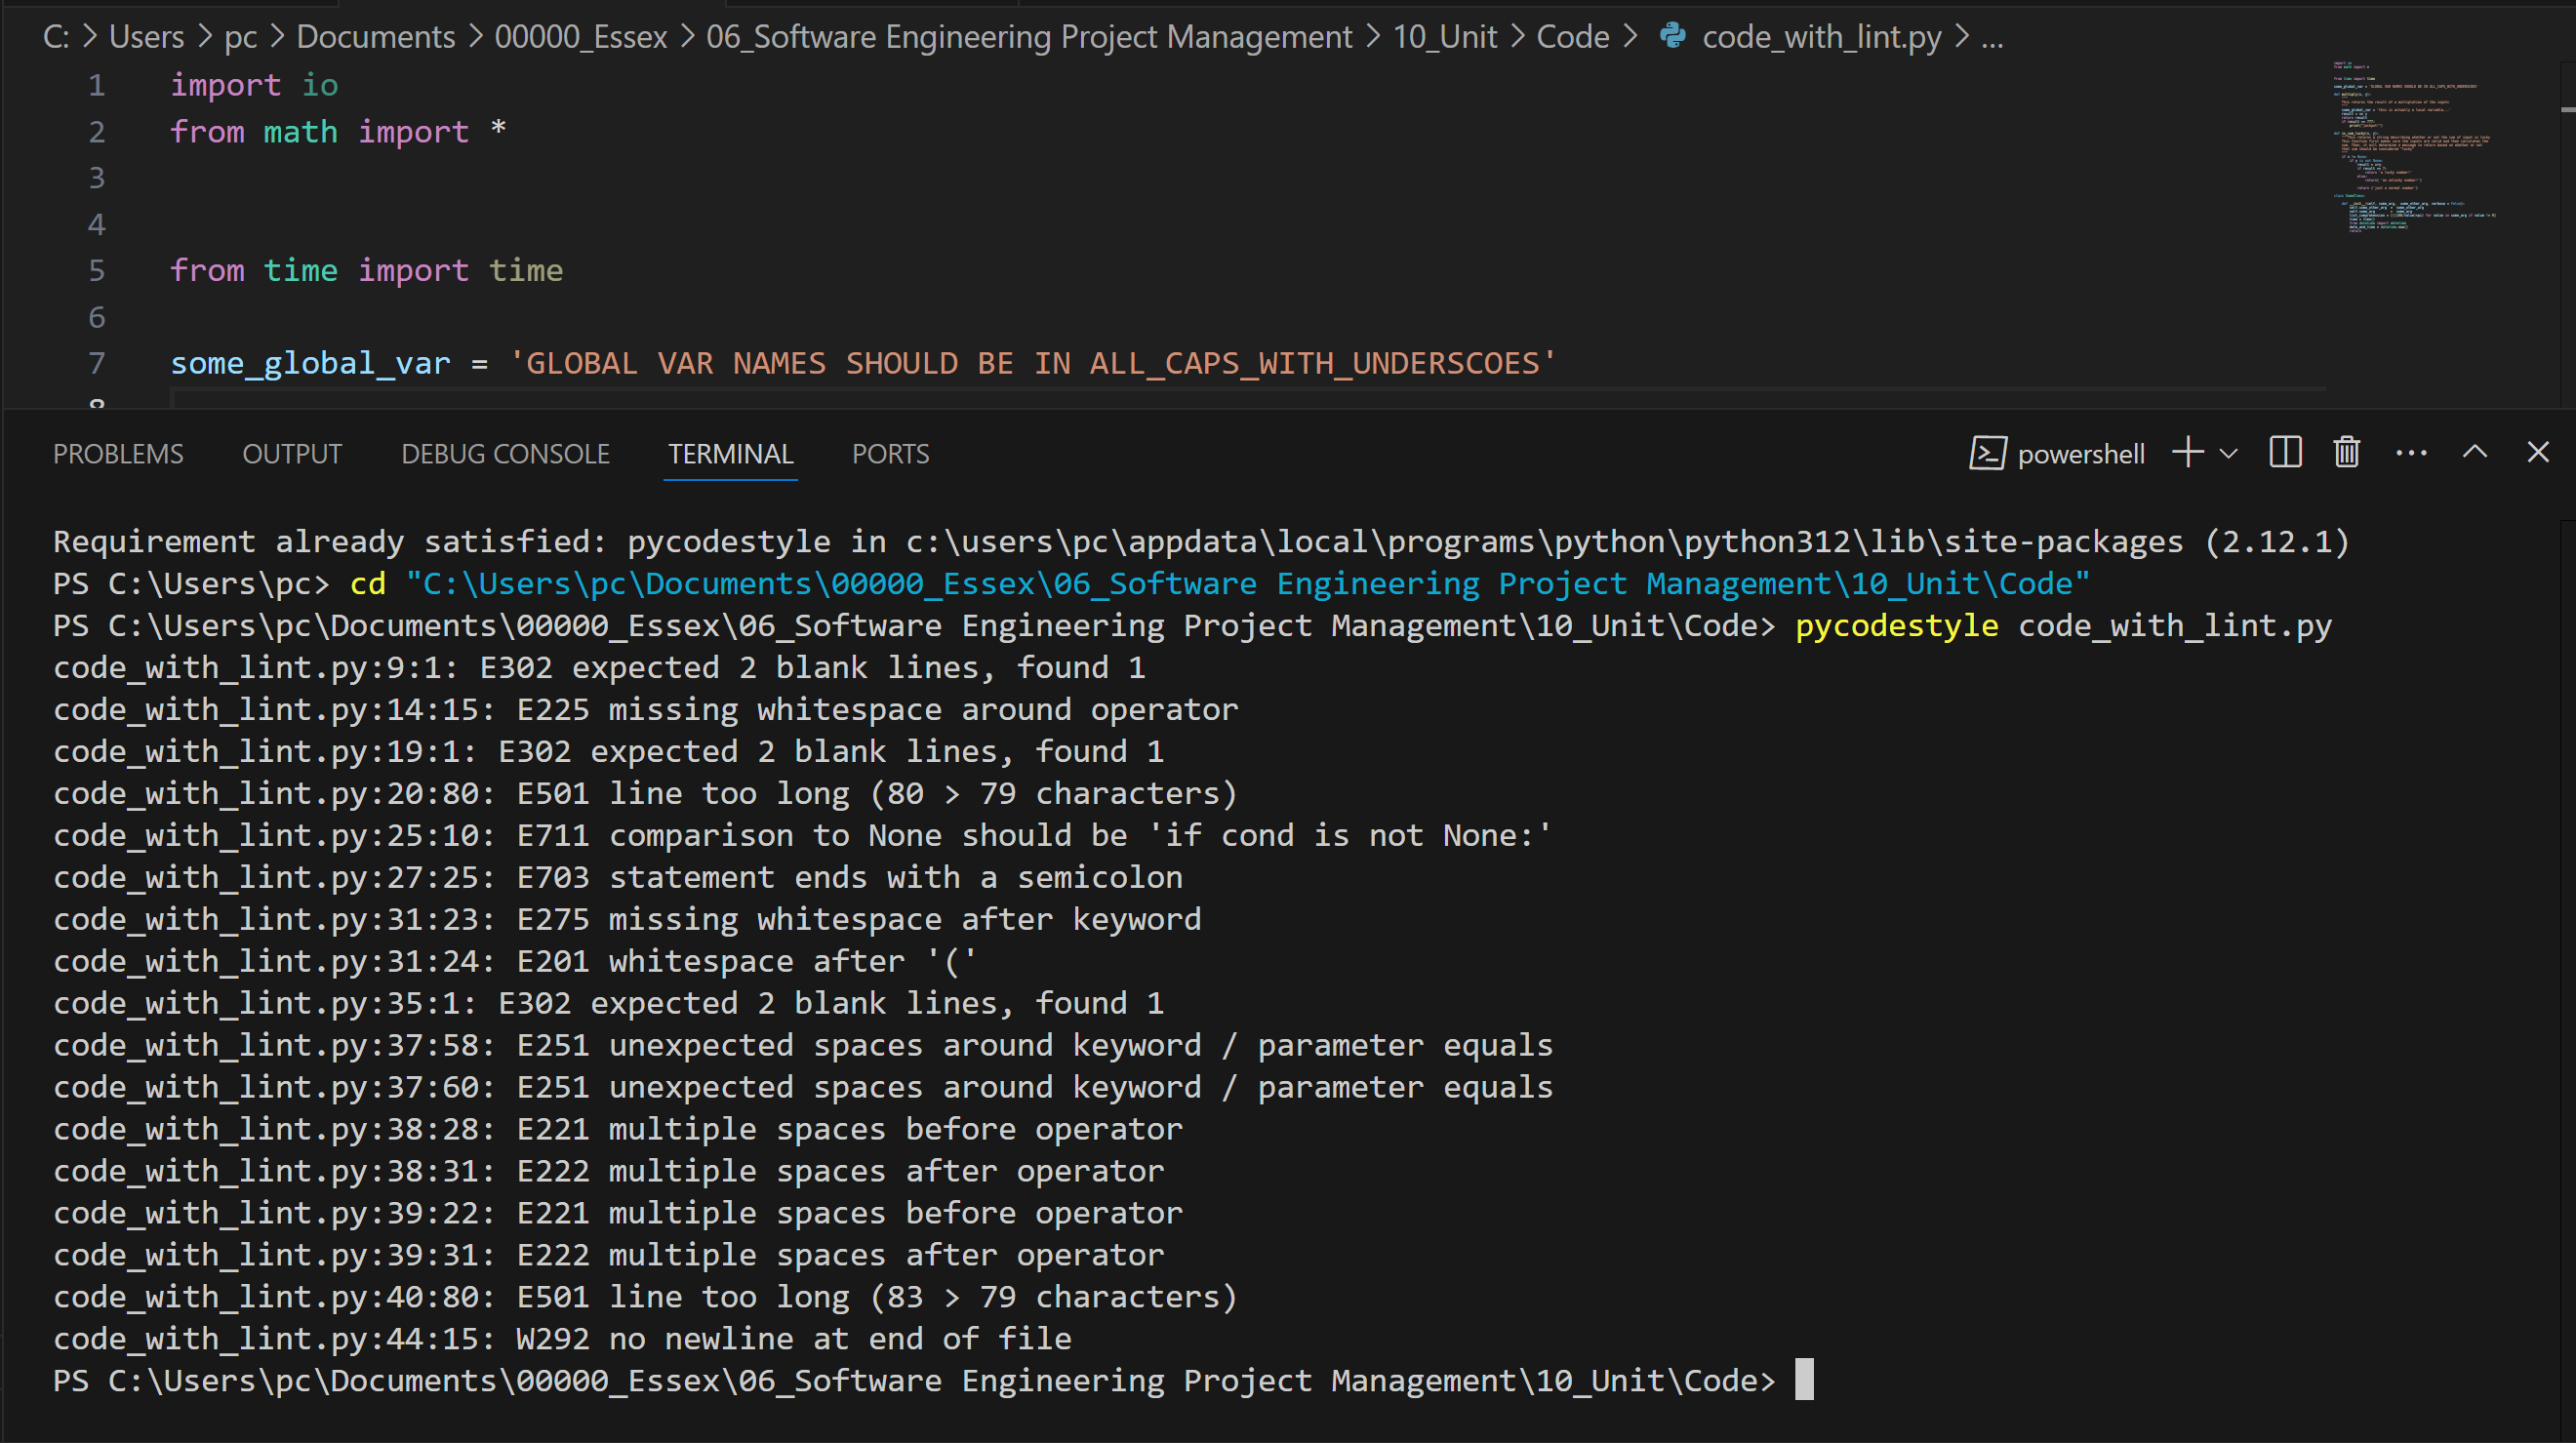 C: > Users > pc > Documents > 00000_Essex > 06_Software Engineering Project Management > 10_Unit > Code > code_with_lint.py > ...
1 import io
2 from math import *
3
4
5 from time import time
6
7 some_global_var = 'GLOBAL VAR NAMES SHOULD BE IN ALL_CAPS_WITH_UNDERSCOES'
8
PROBLEMS OUTPUT DEBUG CONSOLE TERMINAL PORTS powershell
Requirement already satisfied: pycodestyle in c:\users\pc\appdata\local\programs\python\python312\lib\site-packages (2.12.1)
PS C:\Users\pc> cd "C:\Users\pc\Documents\00000_Essex\06_Software Engineering Project Management\10_Unit\Code"
PS C:\Users\pc\Documents\00000_Essex\06_Software Engineering Project Management\10_Unit\Code> pycodestyle code_with_lint.py
code_with_lint.py:9:1: E302 expected 2 blank lines, found 1
code_with_lint.py:14:15: E225 missing whitespace around operator
code_with_lint.py:19:1: E302 expected 2 blank lines, found 1
code_with_lint.py:20:80: E501 line too long (80 > 79 characters)
code_with_lint.py:25:10: E711 comparison to None should be 'if cond is not None:'
code_with_lint.py:27:25: E703 statement ends with a semicolon
code_with_lint.py:31:23: E275 missing whitespace after keyword
code_with_lint.py:31:24: E201 whitespace after '('
code_with_lint.py:35:1: E302 expected 2 blank lines, found 1
code_with_lint.py:37:58: E251 unexpected spaces around keyword / parameter equals
code_with_lint.py:37:60: E251 unexpected spaces around keyword / parameter equals
code_with_lint.py:38:28: E221 multiple spaces before operator
code_with_lint.py:38:31: E222 multiple spaces after operator
code_with_lint.py:39:22: E221 multiple spaces before operator
code_with_lint.py:39:31: E222 multiple spaces after operator
code_with_lint.py:40:80: E501 line too long (83 > 79 characters)
code_with_lint.py:44:15: W292 no newline at end of file
PS C:\Users\pc\Documents\00000_Essex\06_Software Engineering Project Management\10_Unit\Code>